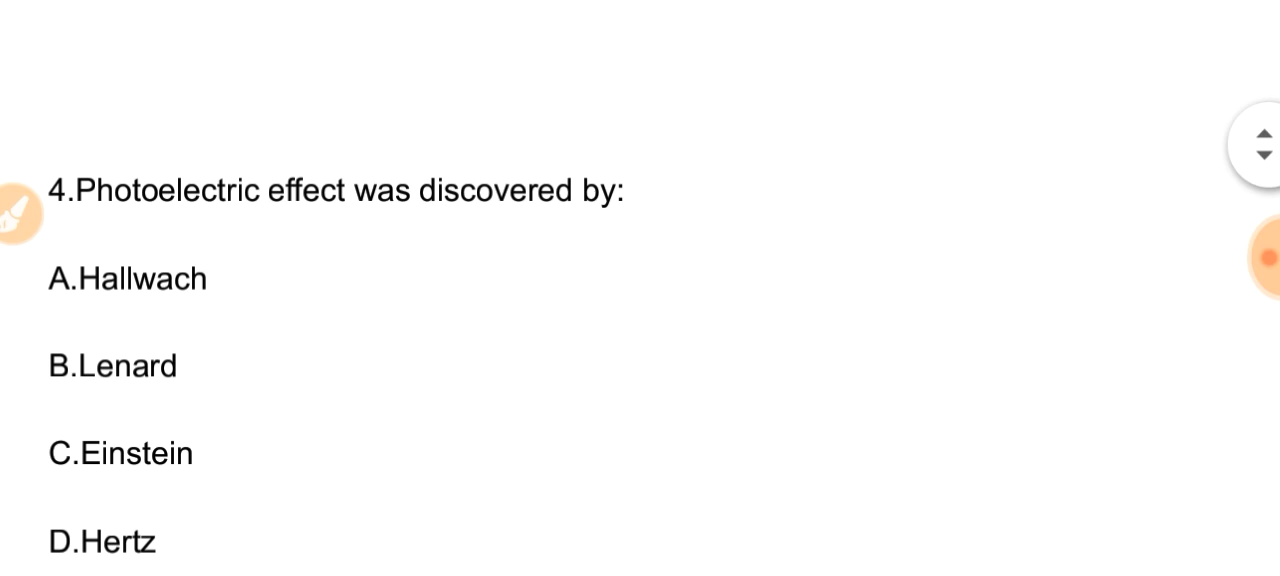 4.Photoelectric effect was discovered by:
A.Hallwach
B.Lenard
C.Einstein
D.Hertz